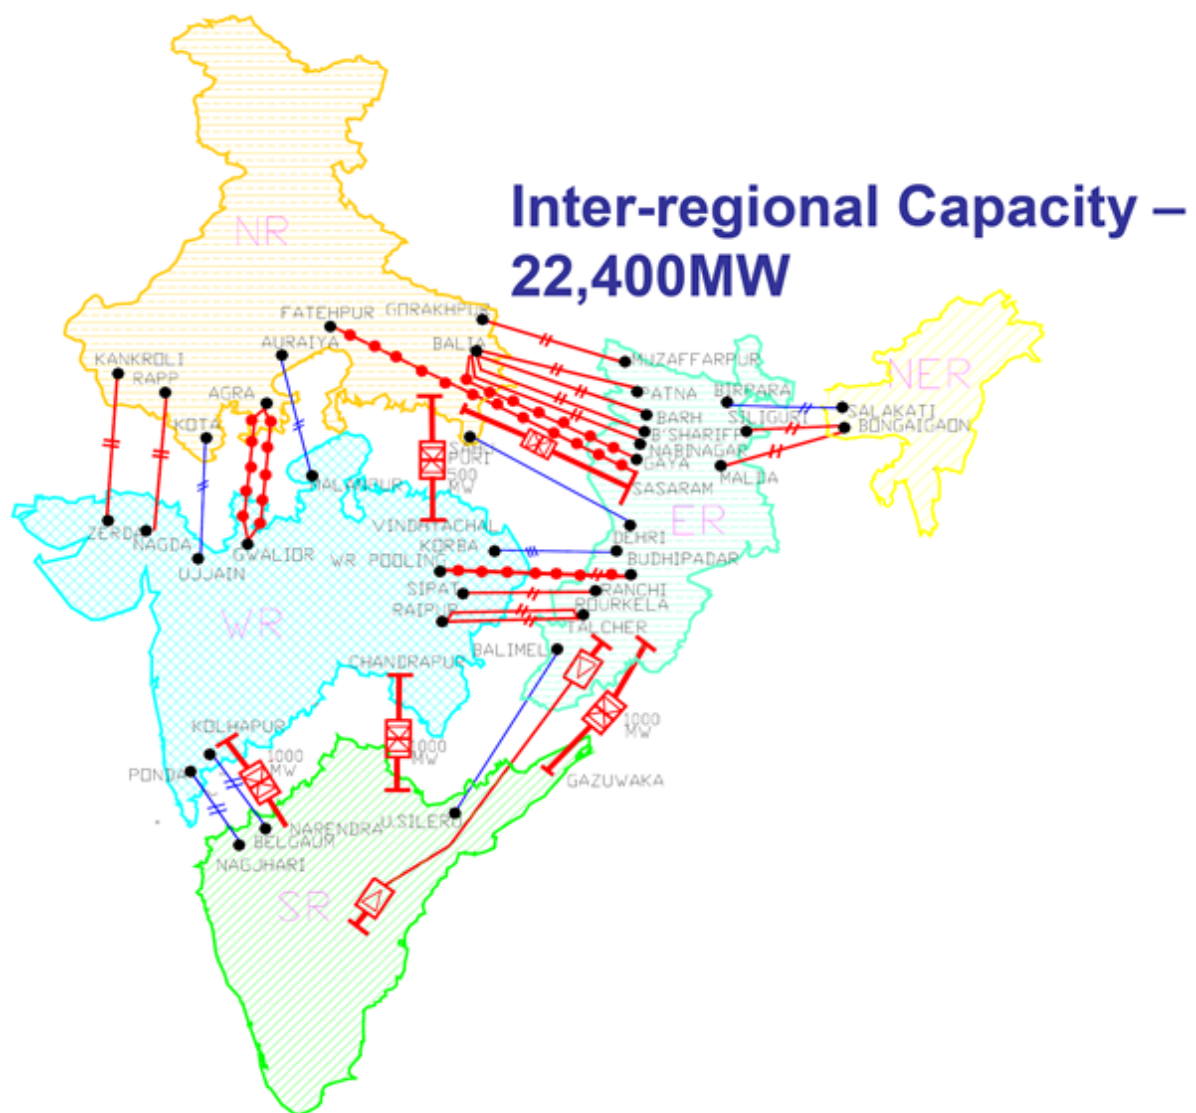 Inter-regional Capacity –
22,400MW
NR
NER
FATEHPUR
GORAKHPUR
AURAIYA
BALIA
KANKROLI
RAPP
AGRA
KOTA
MUZAFFARPUR
PATNA
BIRPARA
BARH
SILIGURI
SALAKATI
BONGAIGAON
B'SHARIFF
NABINAGAR
GAYA
MALDA
SASARAM
500
MW
MALANPUR
ER
ZERDA
NAGDA
GWALIOR
UJJAIN
VINDHYACHAL
KORBA
DEHRI
BUDHIPADAR
WR POOLING
SIPAT
RANCHI
ROURKELA
RAIPUR
TALCHER
WR
BALIMELA
CHANDRAPUR
KOLHAPUR
1000
MW
1000
MW
1000
MW
PONDA
GAZUWAKA
NARENDRA
U.SILERU
BELGAUM
NAGJHARI
SR